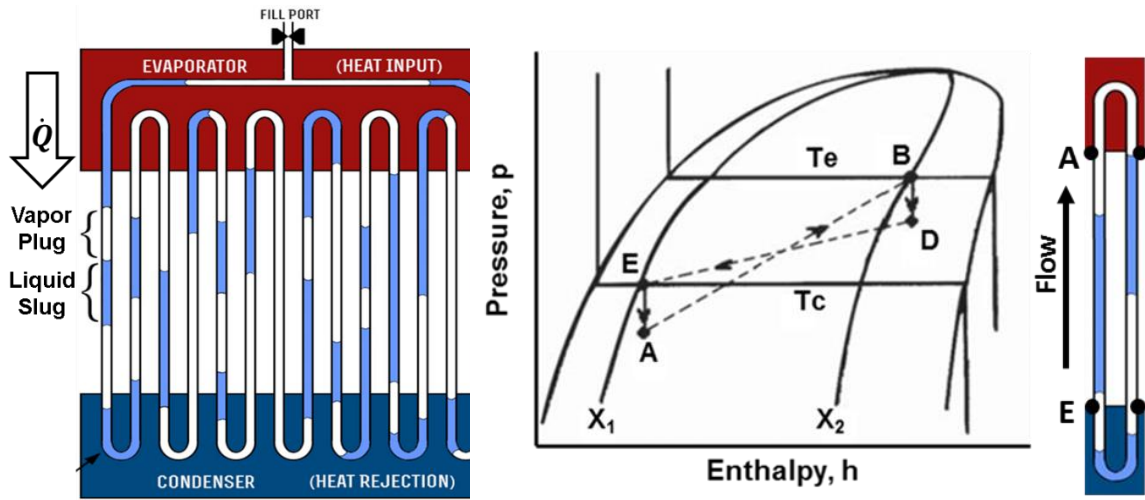 FILL PORT
EVAPORATOR (HEAT INPUT)
Q̇
Vapor
Plug
Liquid
Slug
CONDENSER (HEAT REJECTION)
Pressure, p
Te
B
D
E
Tc
A
X₁
X₂
Enthalpy, h
A
Flow
E